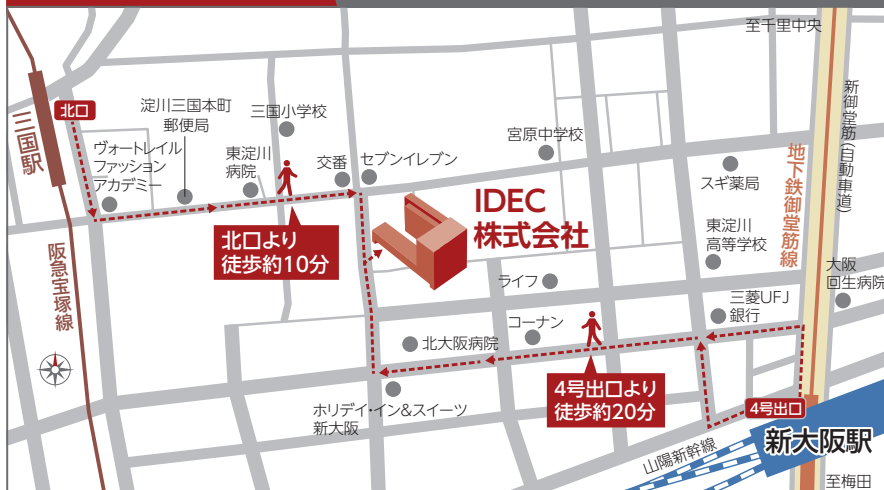 至千里中央
北口
三国駅
淀川三国本町
郵便局
三国小学校
ヴォートレイル
ファッション
アカデミー
東淀川
病院
交番
セブンイレブン
宮原中学校
スギ薬局
地下鉄御堂筋線
新御堂筋(自動車道)
IDEC
株式会社
北口より
徒歩約10分
東淀川
高等学校
大阪
回生病院
阪急宝塚線
ライフ
三菱UFJ
銀行
コーナン
北大阪病院
4号出口より
徒歩約20分
ホリデイ・イン&スイーツ
新大阪
4号出口
新大阪駅
山陽新幹線
至梅田